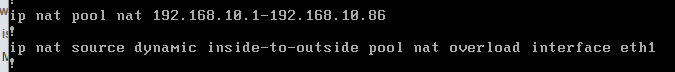 ip nat pool nat 192.168.10.1-192.168.10.86
!
ip nat source dynamic inside-to-outside pool nat overload interface eth1
!